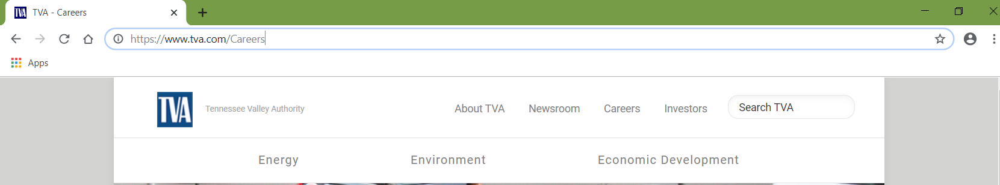 TVA TVA - Careers
https://www.tva.com/Careers
Apps
TVA Tennessee Valley Authority About TVA Newsroom Careers Investors Search TVA
Energy Environment Economic Development